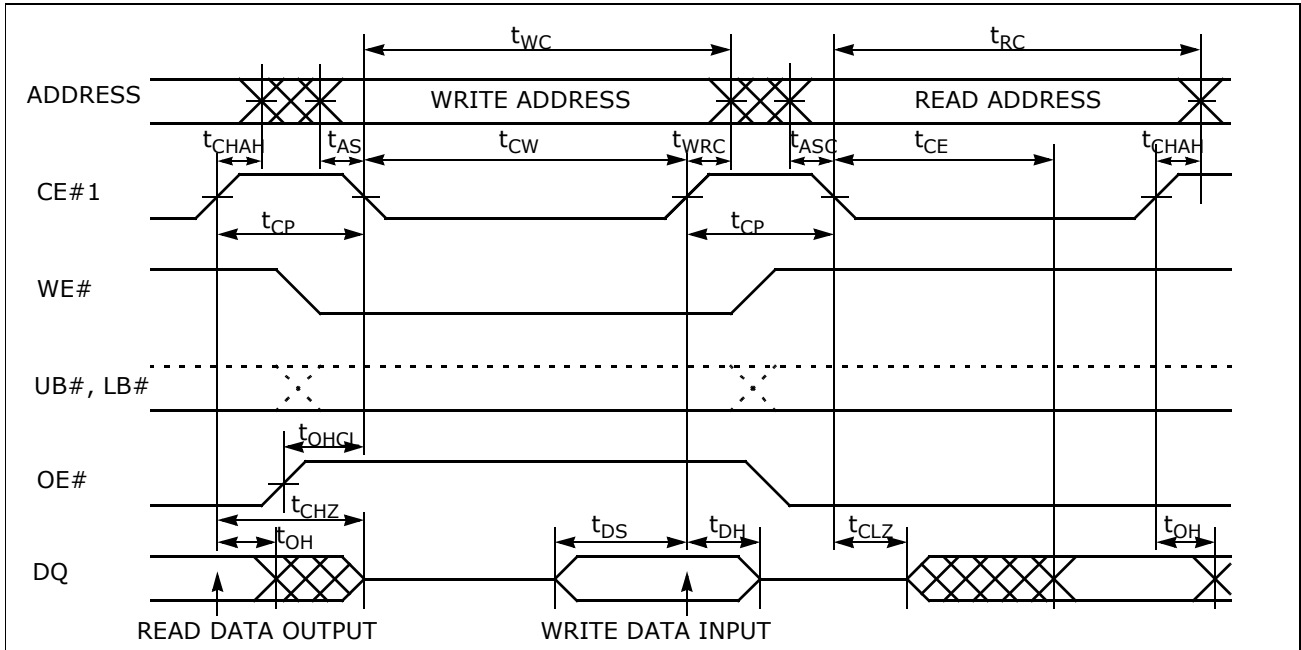 tWC tRC
ADDRESS WRITE ADDRESS READ ADDRESS
tCHAH tAS tCW tWRC tASC tCE tCHAH
CE#1
tCP tCP
WE#
UB#, LB#
tOHCL
OE#
tCHZ
tOH tDS tDH tCLZ tOH
DQ
READ DATA OUTPUT WRITE DATA INPUT